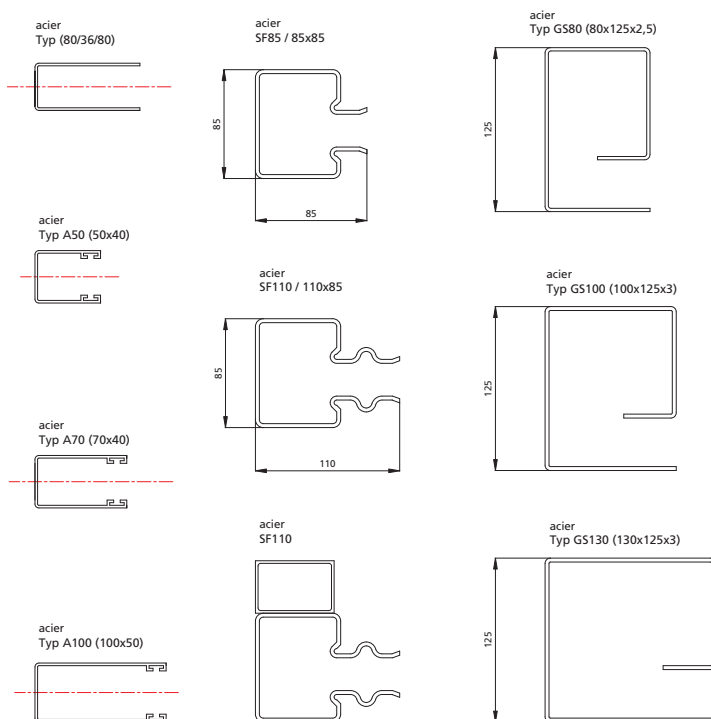 acier
Typ (80/36/80)
acier
SF85 / 85x85
acier
Typ GS80 (80x125x2,5)
85
125
85
acier
Typ A50 (50x40)
acier
SF110 / 110x85
acier
Typ GS100 (100x125x3)
85
125
110
acier
Typ A70 (70x40)
acier
SF110
acier
Typ GS130 (130x125x3)
125
acier
Typ A100 (100x50)